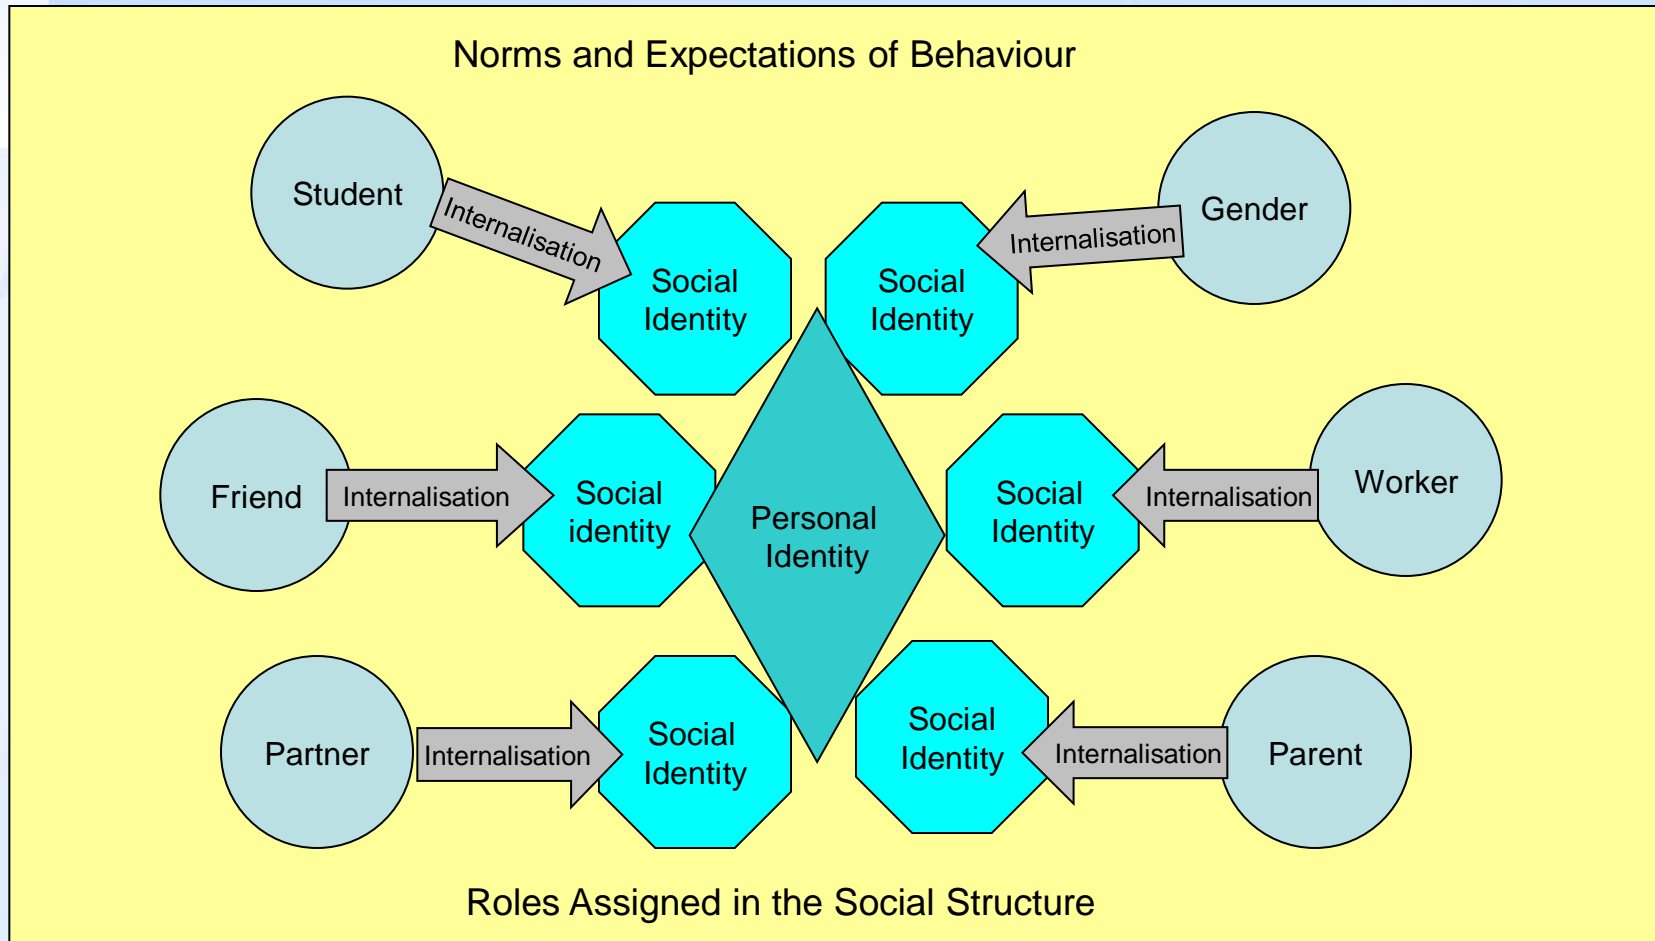 Norms and Expectations of Behaviour
Student
Internalisation
Social
Identity
Social
Identity
Internalisation
Gender
Friend
Internalisation
Social
identity
Personal
Identity
Social
Identity
Internalisation
Worker
Partner
Internalisation
Social
Identity
Social
Identity
Internalisation
Parent
Roles Assigned in the Social Structure